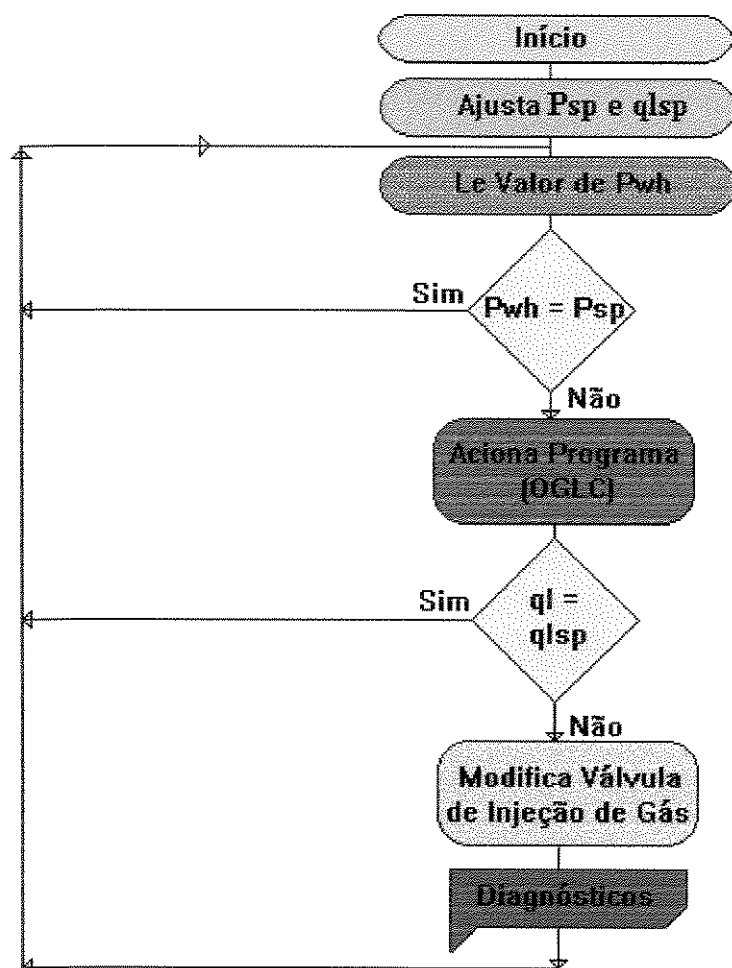 Início
Ajusta Psp e qlsp
Le Valor de Pwh
Sim
Pwh = Psp
Não
Aciona Programa
(OGLC)
Sim
ql =
qlsp
Não
Modifica Válvula
de Injeção de Gás
Diagnósticos